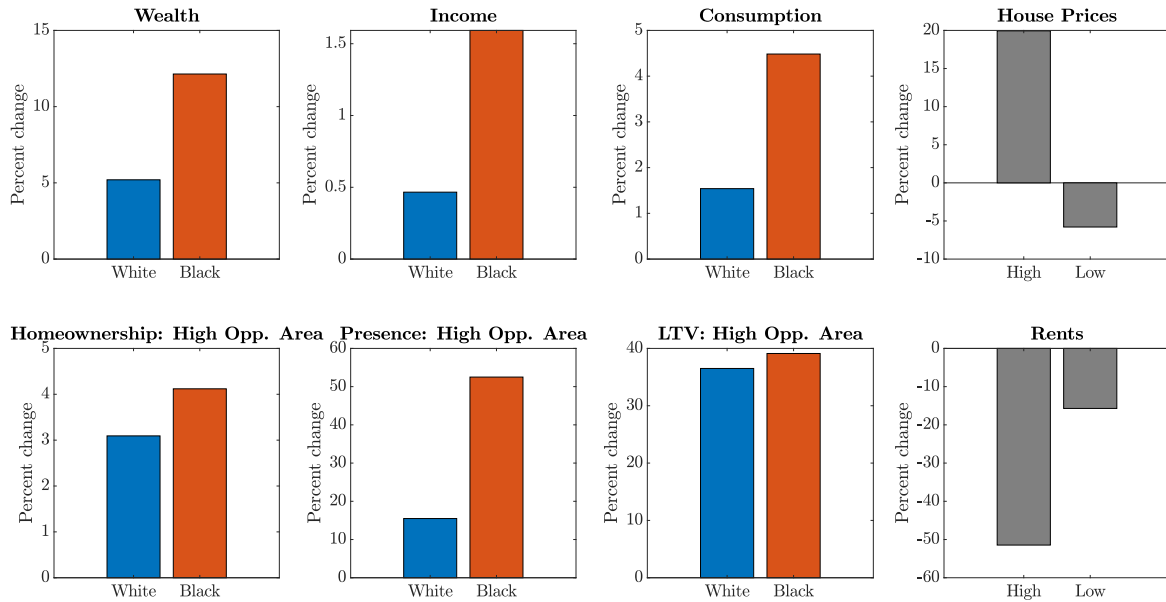 Wealth
Percent change
15
10
5
0
White Black
Income
Percent change
1.5
1
0.5
0
White Black
Consumption
Percent change
5
4
3
2
1
0
White Black
House Prices
Percent change
20
15
10
5
0
-5
-10
High Low
Homeownership: High Opp. Area
Percent change
5
4
3
2
1
0
White Black
Presence: High Opp. Area
Percent change
60
50
40
30
20
10
0
White Black
LTV: High Opp. Area
Percent change
40
30
20
10
0
White Black
Rents
Percent change
0
-10
-20
-30
-40
-50
-60
High Low